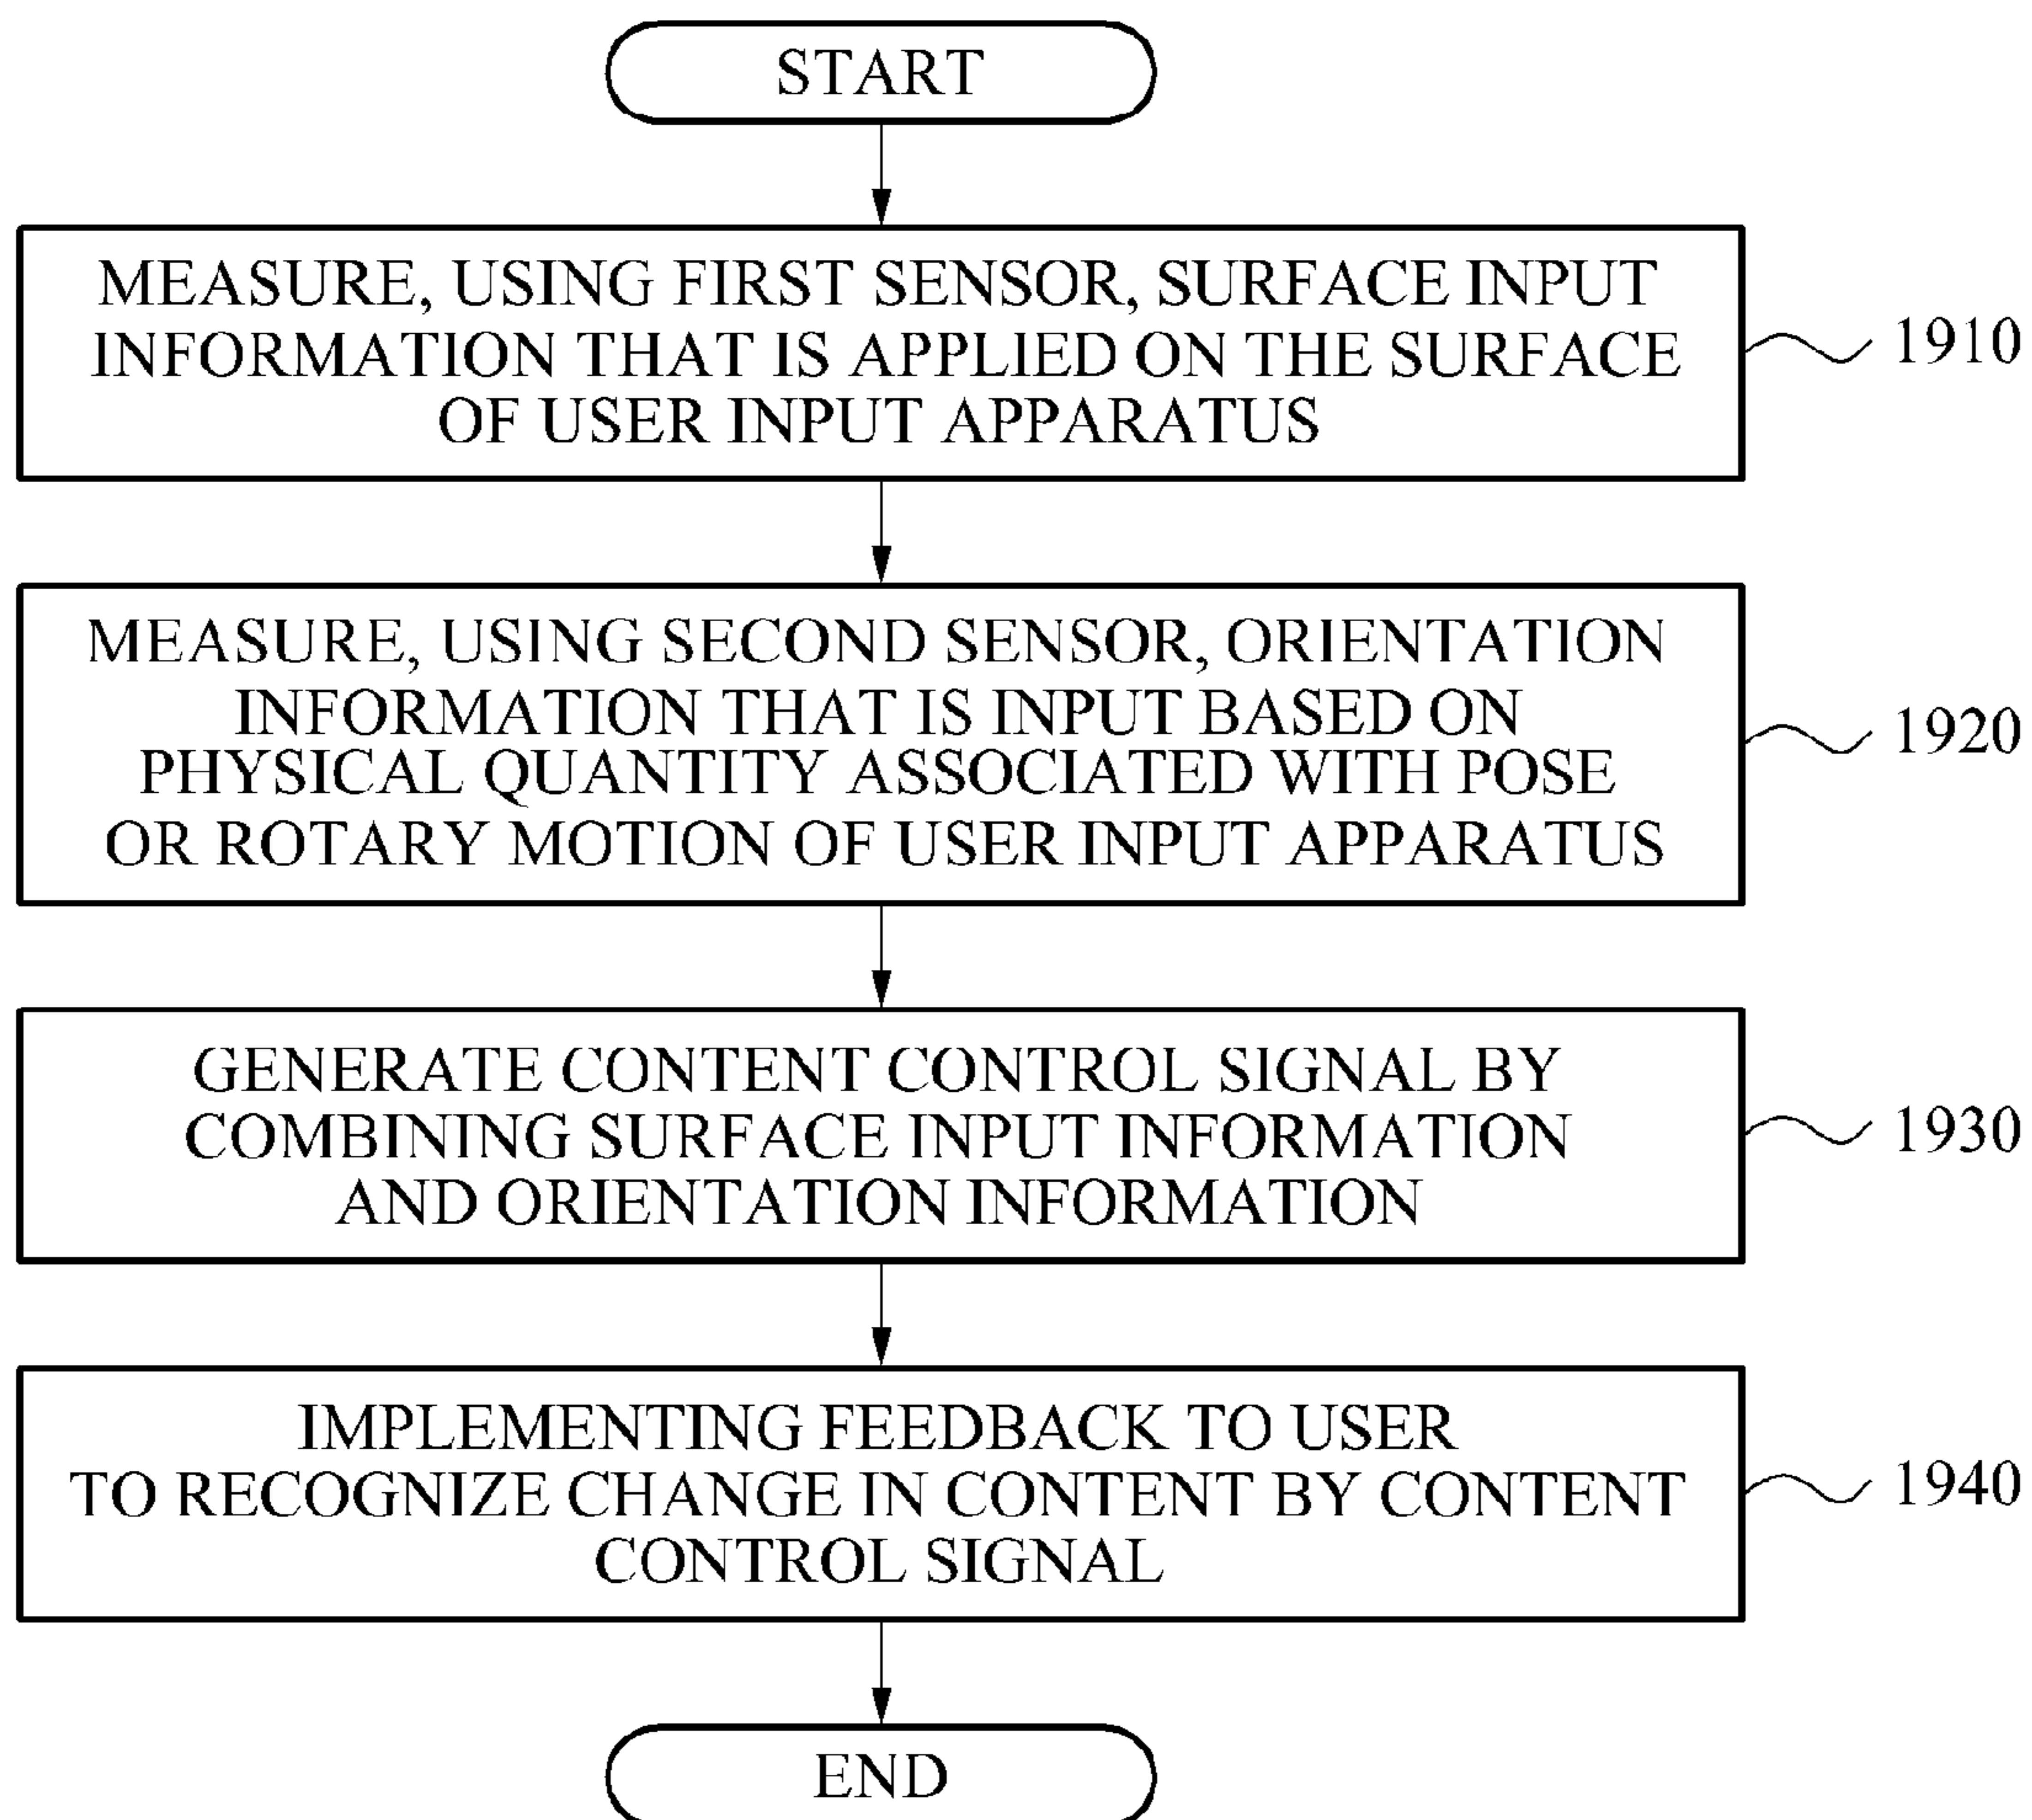 START
MEASURE, USING FIRST SENSOR, SURFACE INPUT
INFORMATION THAT IS APPLIED ON THE SURFACE
OF USER INPUT APPARATUS
1910
MEASURE, USING SECOND SENSOR, ORIENTATION
INFORMATION THAT IS INPUT BASED ON
PHYSICAL QUANTITY ASSOCIATED WITH POSE
OR ROTARY MOTION OF USER INPUT APPARATUS
1920
GENERATE CONTENT CONTROL SIGNAL BY
COMBINING SURFACE INPUT INFORMATION
AND ORIENTATION INFORMATION
1930
IMPLEMENTING FEEDBACK TO USER
TO RECOGNIZE CHANGE IN CONTENT BY CONTENT
CONTROL SIGNAL
1940
END